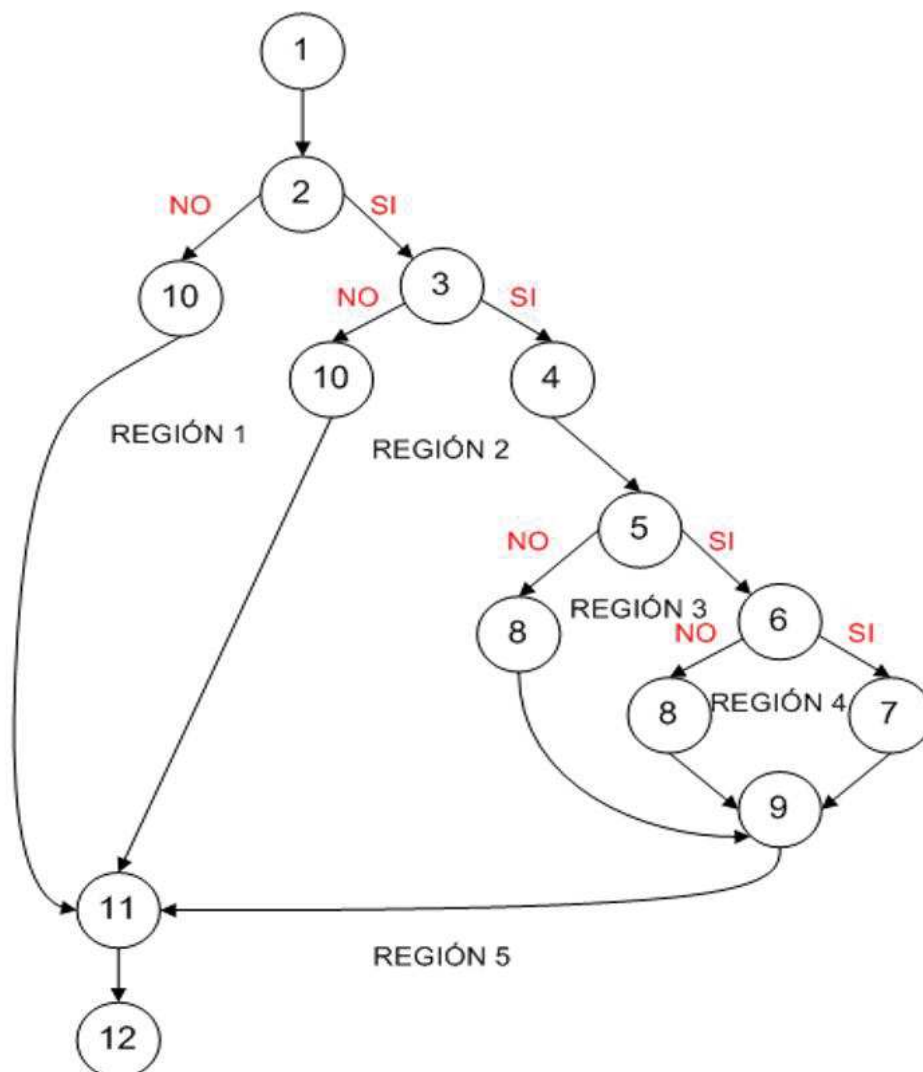 1
2
NO
SI
10
3
NO
SI
10
4
REGIÓN 1
REGIÓN 2
5
NO
SI
8
REGIÓN 3
6
NO
SI
8
REGIÓN 4
7
9
11
REGIÓN 5
12